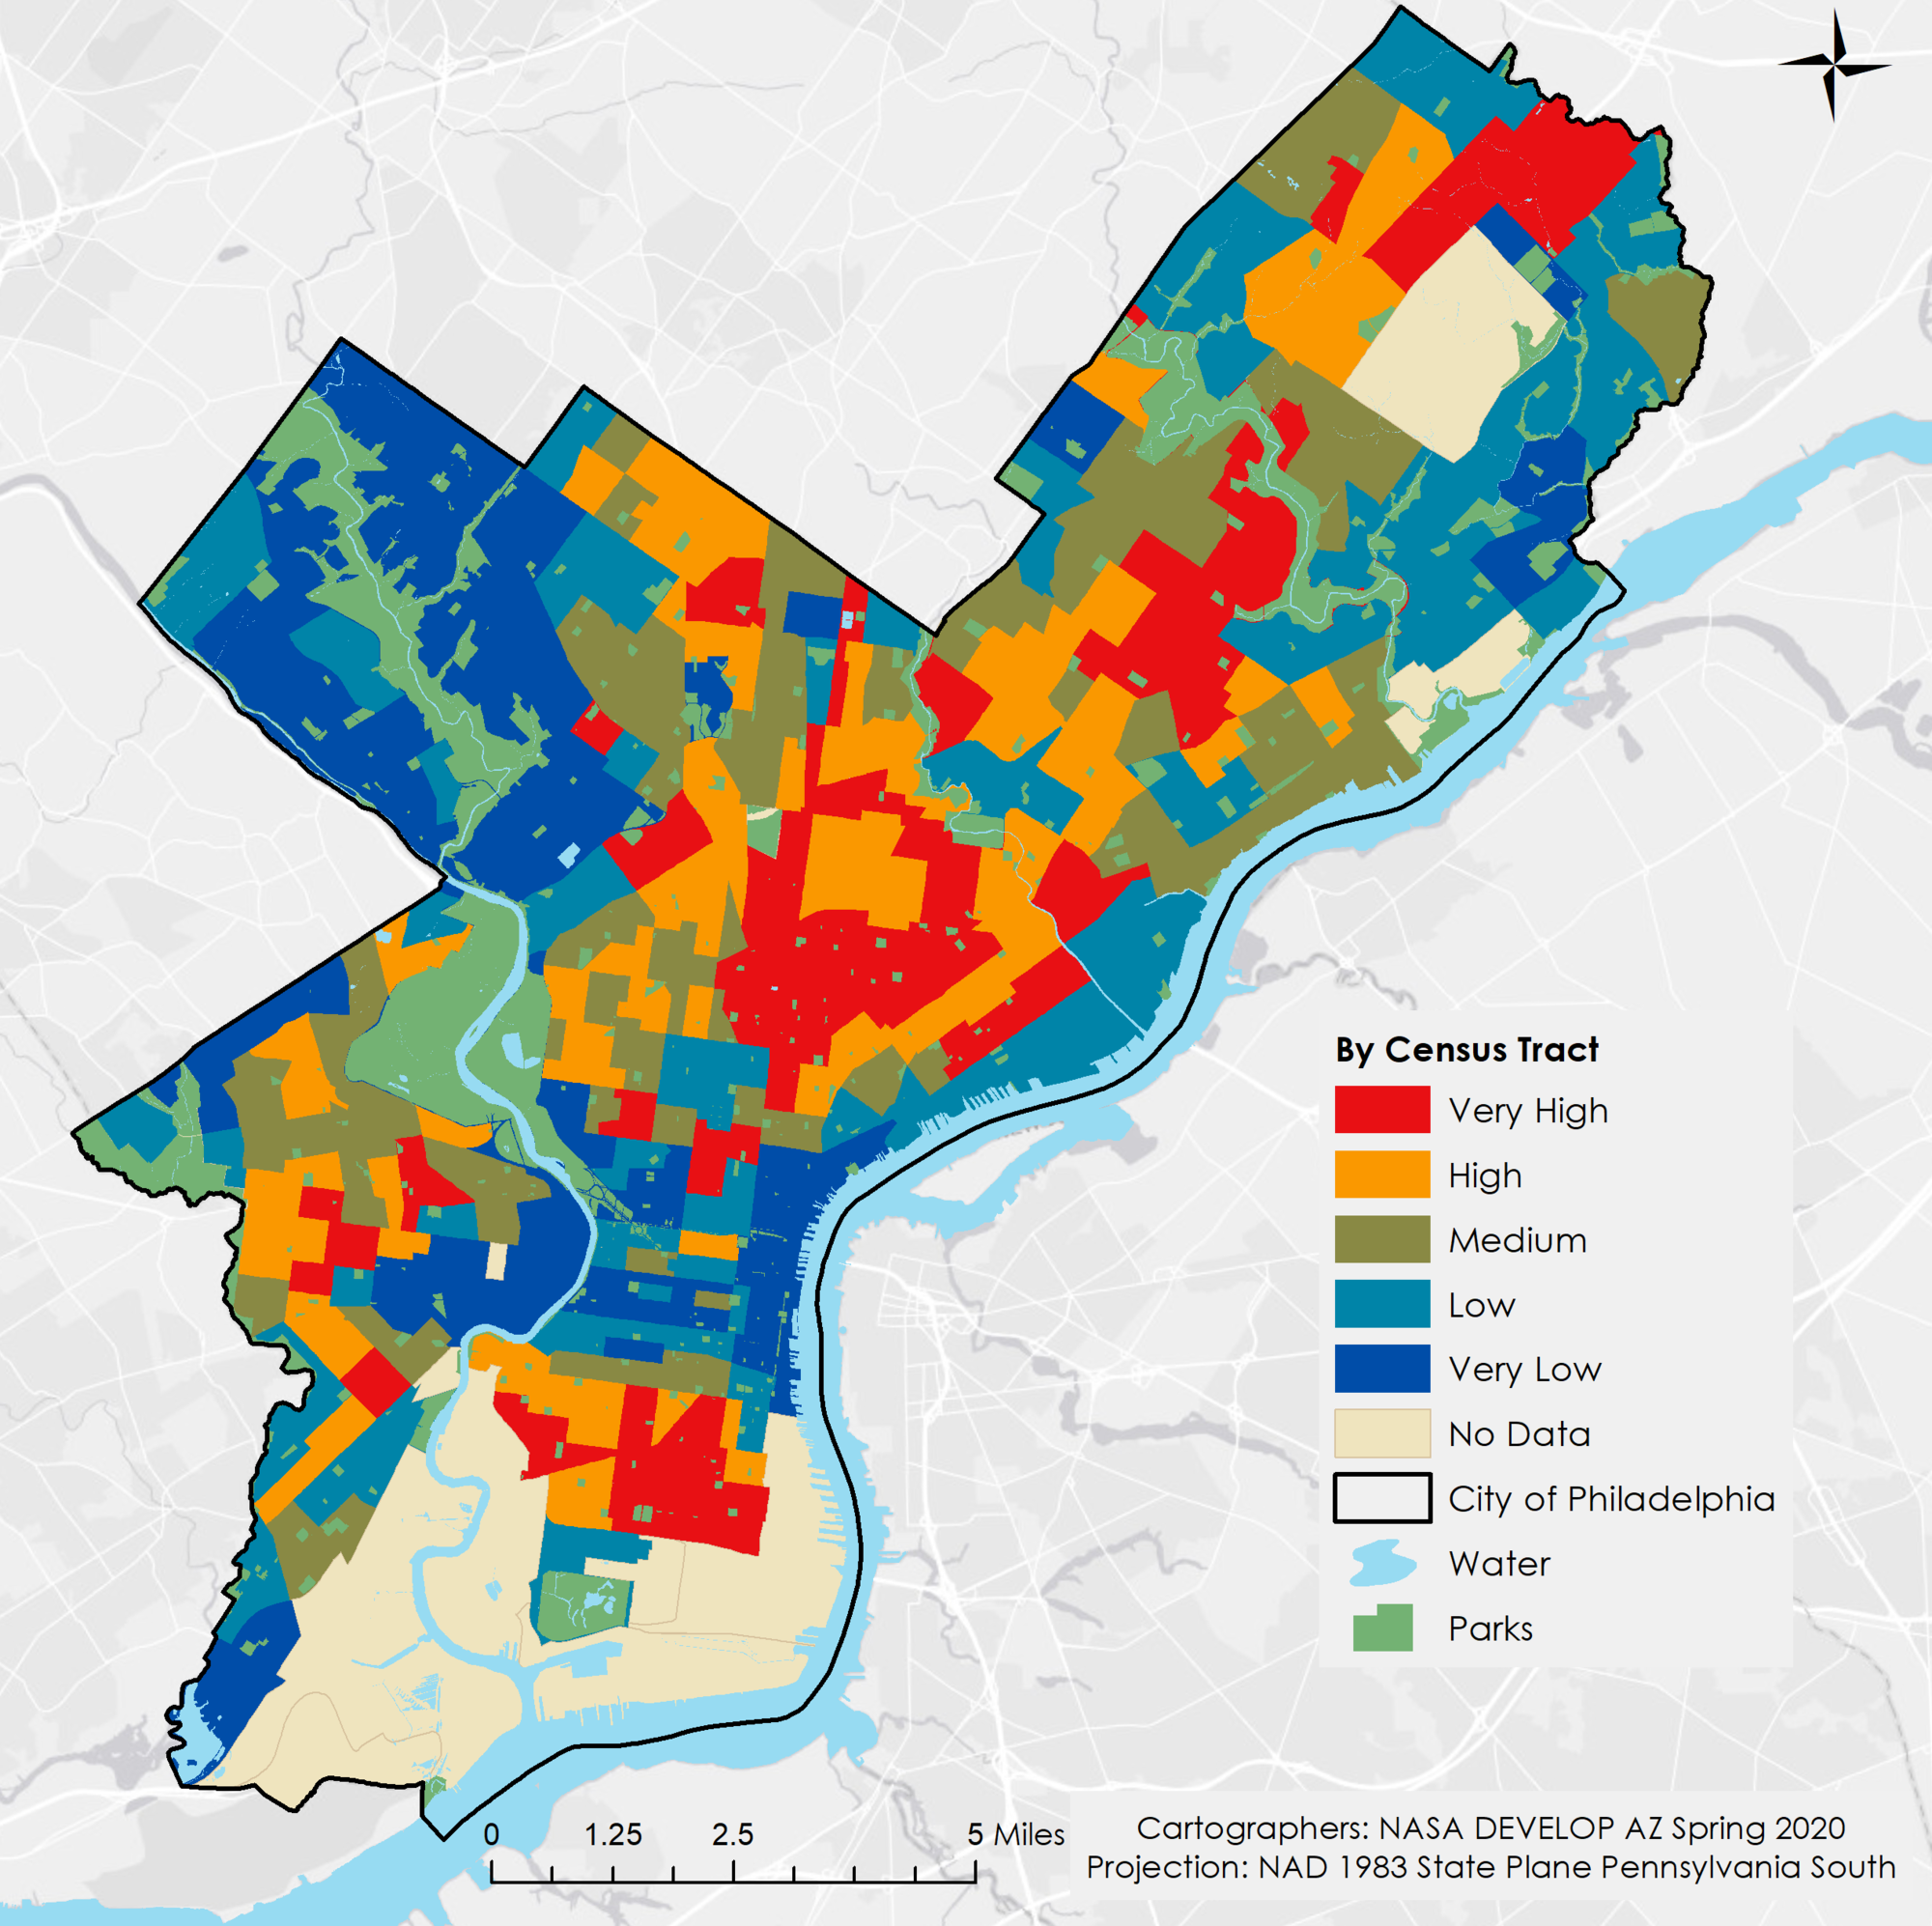 By Census Tract
Very High
High
Medium
Low
Very Low
No Data
City of Philadelphia
Water
Parks
0 1.25 2.5 5 Miles
Cartographers: NASA DEVELOP AZ Spring 2020
Projection: NAD 1983 State Plane Pennsylvania South